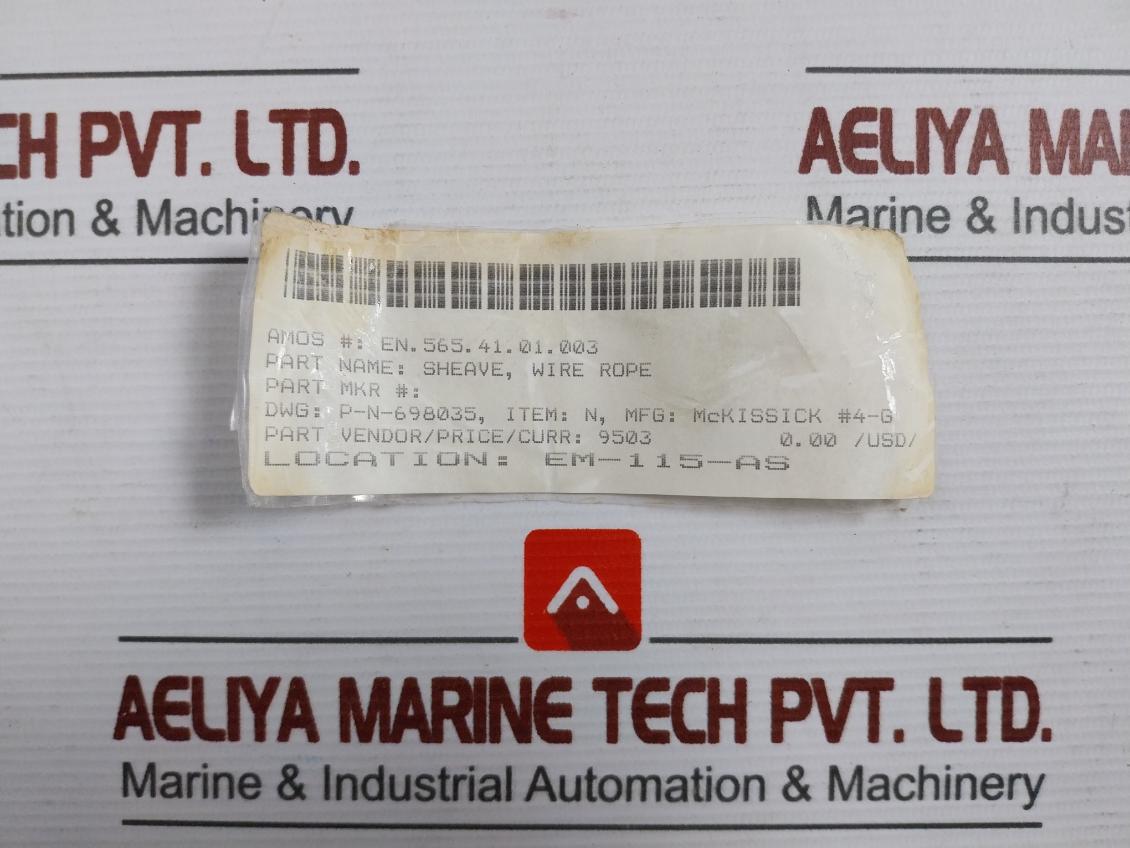 CH PVT. LTD.
ation & Machinery
AELIYA MAR
Marine & Indust
AMOS #: EN.565.41.01.003
PART NAME: SHEAVE, WIRE ROPE
PART MKR #:
DWG: P-N-698035, ITEM: N, MFG: McKISSICK #4-G
PART VENDOR/PRICE/CURR: 9503 0.00 /USD/
LOCATION: EM-115-AS
AELIYA MARINE TECH PVT. LTD.
Marine & Industrial Automation & Machinery